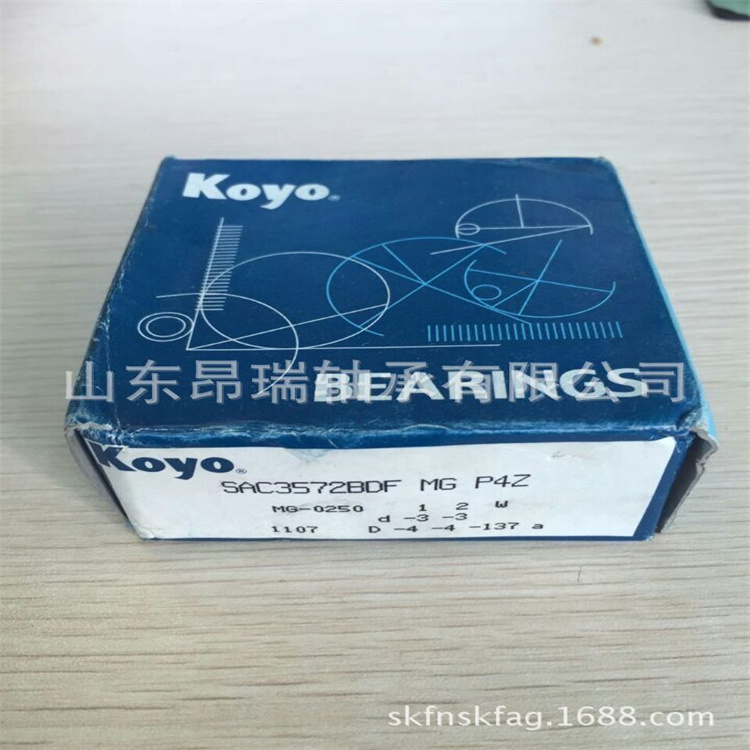 Koyo®
山东昂瑞轴承有限公司
BEARINGS
Koyo®
SAC3572BDF MG P4Z
MG-0250 1 2 W
d -3 -3
1107 D -4 -4 -137 a
skfnskfag.1688.com